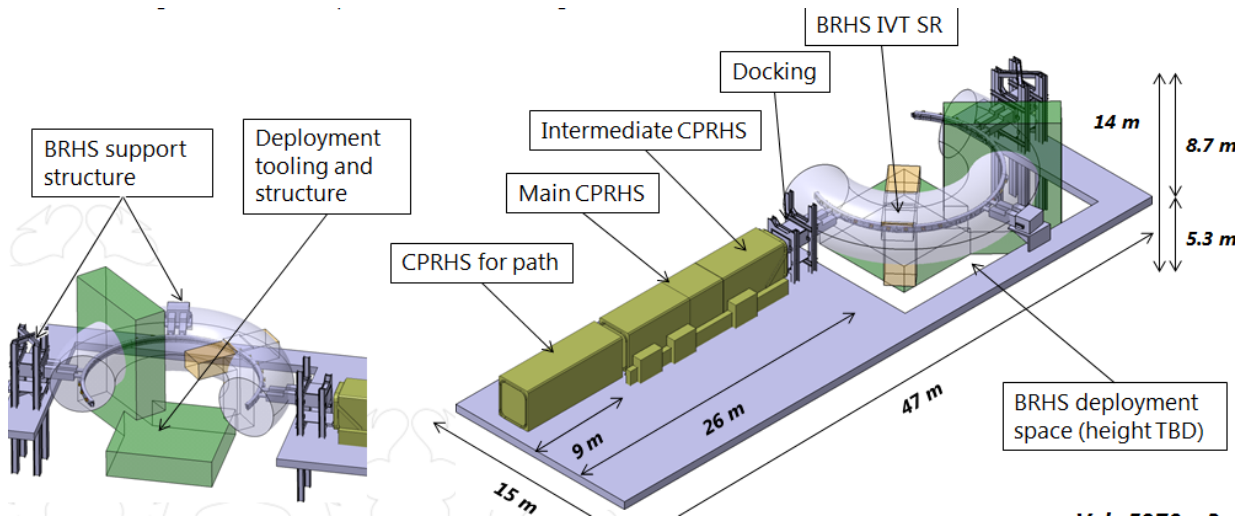 BRHS IVT SR
Docking
Intermediate CPRHS
Main CPRHS
CPRHS for path
BRHS support
structure
Deployment
tooling and
structure
14 m
8.7 m
5.3 m
47 m
26 m
9 m
15 m
BRHS deployment
space (height TBD)